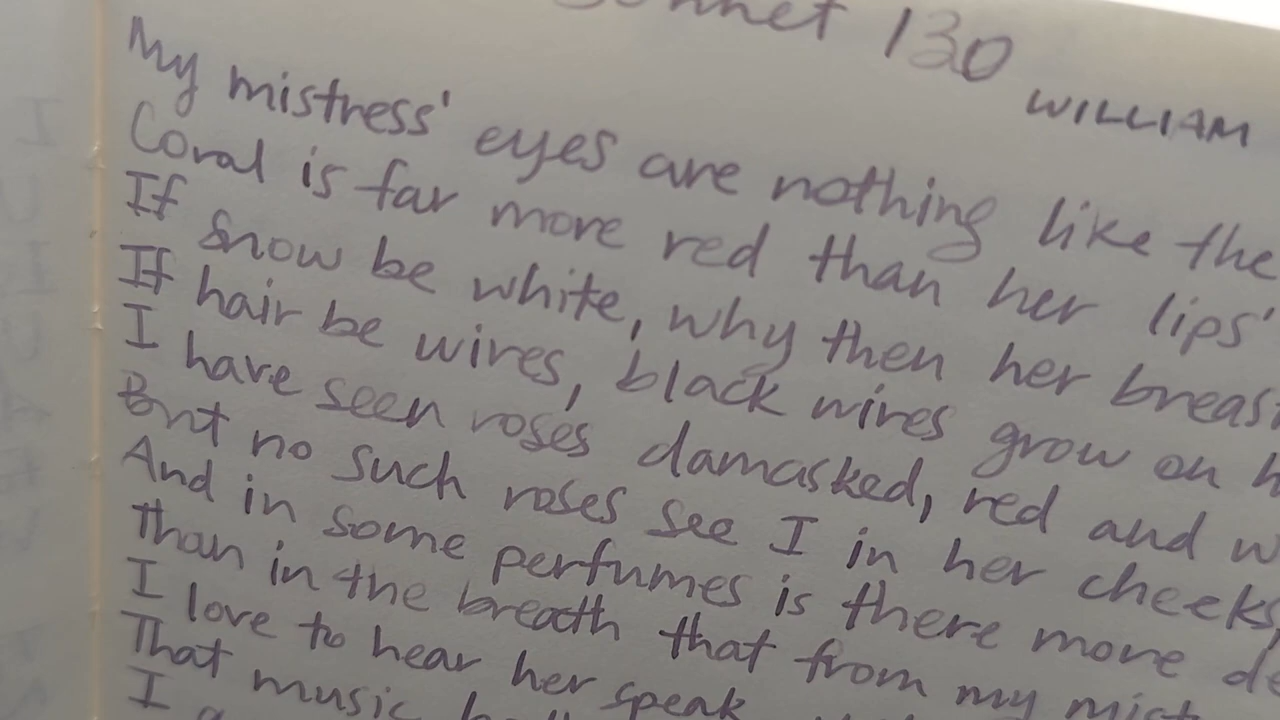 Sonnet 130
WILLIAM
My mistress' eyes are nothing like the
Coral is far more red than her lips'
If snow be white, why then her breas
If hair be wires, black wires grow on h
I have seen roses damasked, red and w
But no such roses see I in her cheeks,
And in some perfumes is there more de
than in the breath that from my mist
I love to hear her speak
That music
I